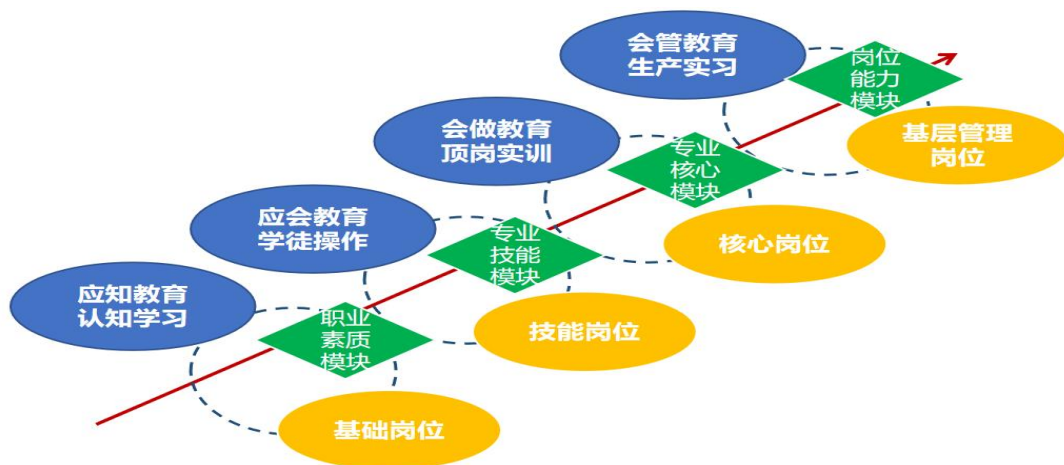 会管教育
生产实习
岗位
能力
模块
基层管理
岗位
会做教育
顶岗实训
专业
核心
模块
核心岗位
应会教育
学徒操作
专业
技能
模块
技能岗位
应知教育
认知学习
职业
素质
模块
基础岗位